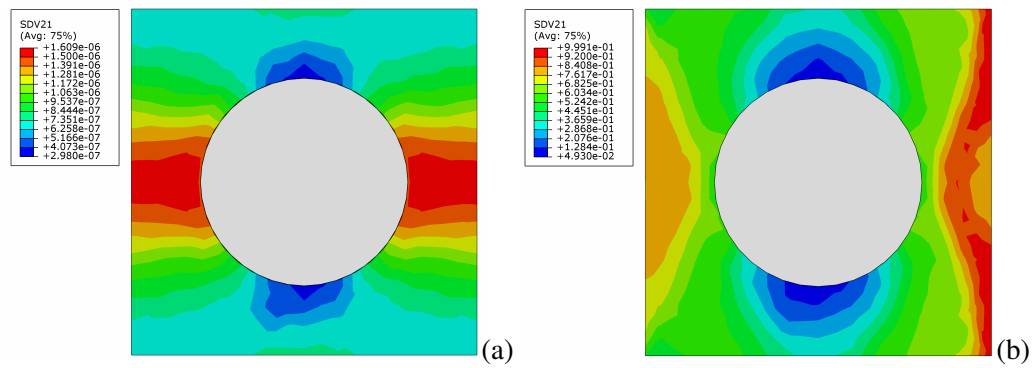 SDV21
(Avg: 75%)
+1.609e-06
+1.500e-06
+1.391e-06
+1.281e-06
+1.172e-06
+1.063e-06
+9.537e-07
+8.444e-07
+7.351e-07
+6.258e-07
+5.166e-07
+4.073e-07
+2.980e-07
(a)
SDV21
(Avg: 75%)
+9.991e-01
+9.200e-01
+8.408e-01
+7.617e-01
+6.825e-01
+6.034e-01
+5.242e-01
+4.451e-01
+3.659e-01
+2.868e-01
+2.076e-01
+1.284e-01
+4.930e-02
(b)